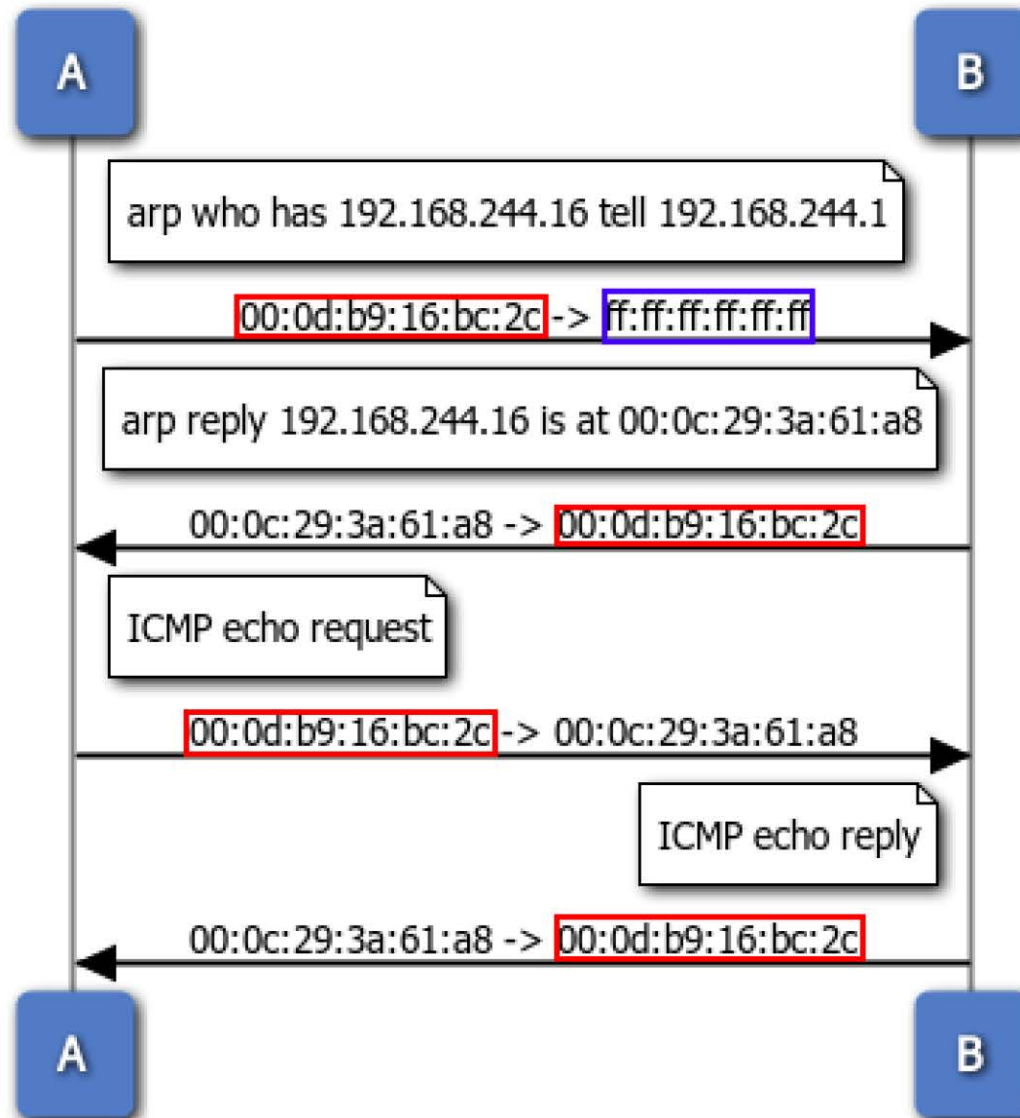 A B
arp who has 192.168.244.16 tell 192.168.244.1
00:0d:b9:16:bc:2c -> ff:ff:ff:ff:ff:ff
arp reply 192.168.244.16 is at 00:0c:29:3a:61:a8
00:0c:29:3a:61:a8 -> 00:0d:b9:16:bc:2c
ICMP echo request
00:0d:b9:16:bc:2c -> 00:0c:29:3a:61:a8
ICMP echo reply
00:0c:29:3a:61:a8 -> 00:0d:b9:16:bc:2c
A B